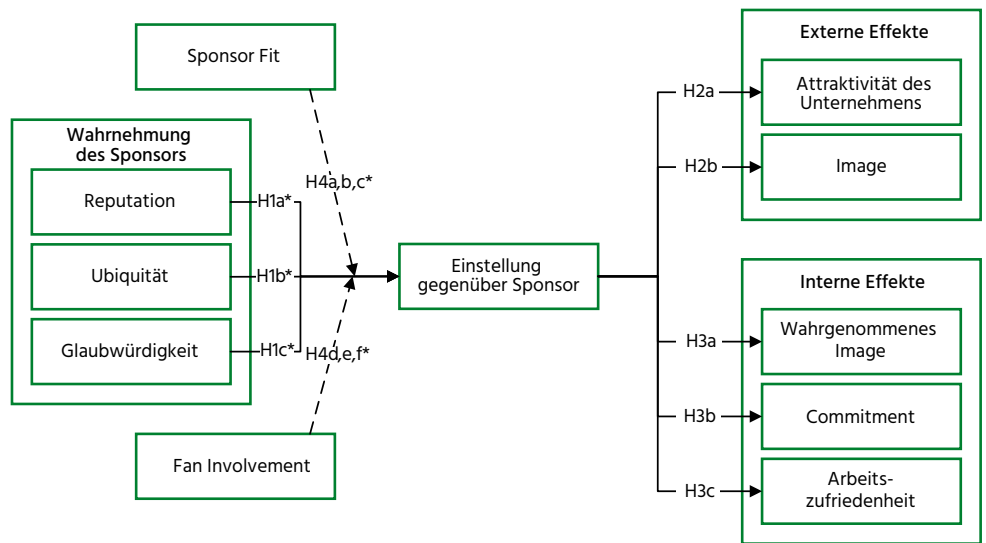 Sponsor Fit
Wahrnehmung
des Sponsors
Reputation
Ubiquität
Glaubwürdigkeit
H1a*
H1b*
H1c*
H4a,b,c*
H4d,e,f*
Fan Involvement
Einstellung
gegenüber Sponsor
H2a
H2b
H3a
H3b
H3c
Externe Effekte
Attraktivität des
Unternehmens
Image
Interne Effekte
Wahrgenommenes
Image
Commitment
Arbeits-
zufriedenheit